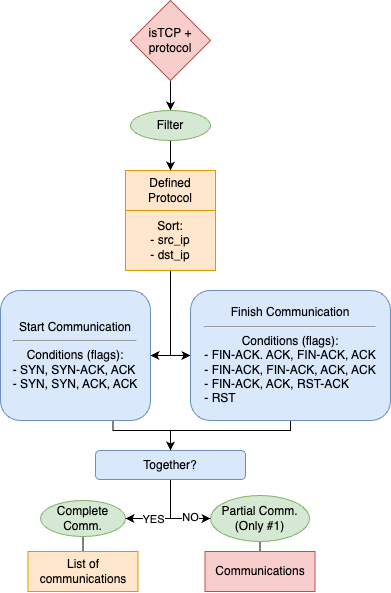 isTCP +
protocol
Filter
Defined
Protocol
Sort:
- src_ip
- dst_ip
Start Communication
Conditions (flags):
- SYN, SYN-ACK, ACK
- SYN, SYN, ACK, ACK
Finish Communication
Conditions (flags):
- FIN-ACK. ACK, FIN-ACK, ACK
- FIN-ACK, FIN-ACK, ACK, ACK
- FIN-ACK, ACK, RST-ACK
- RST
Together?
Complete
Comm.
YES
NO
Partial Comm.
(Only #1)
List of
communications
Communications